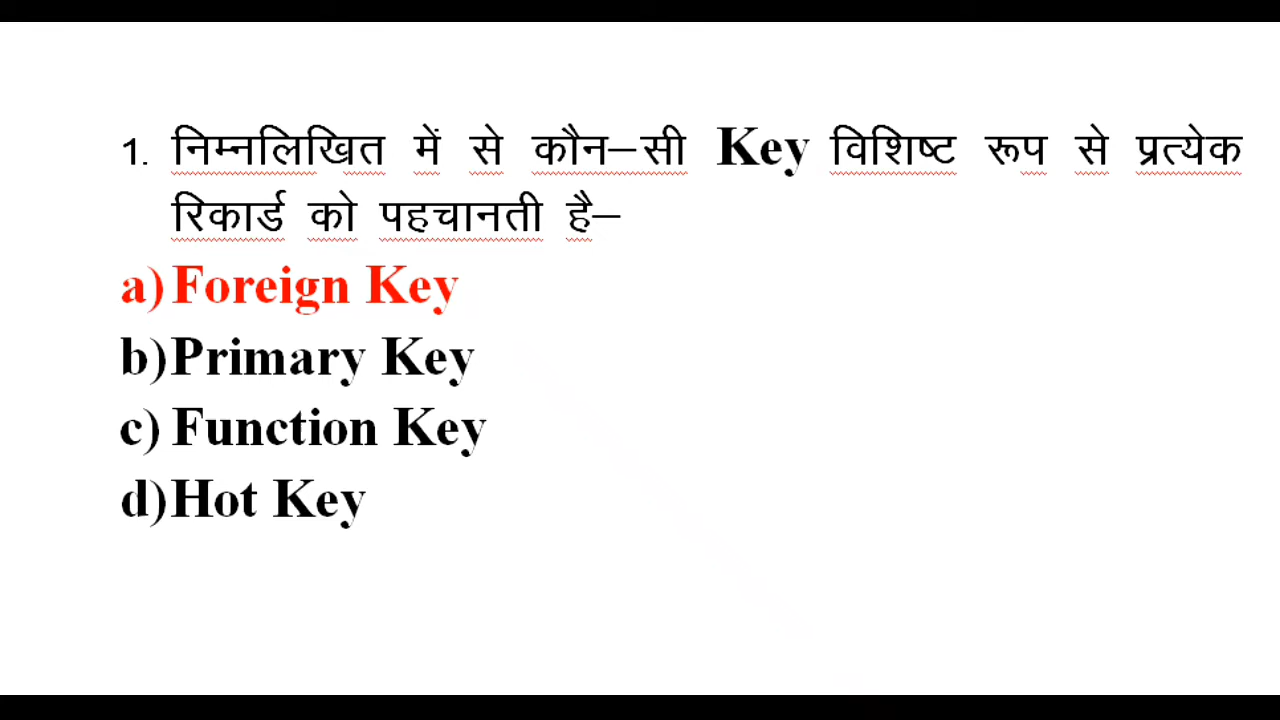 1. निम्नलिखित में से कौन–सी Key विशिष्ट रूप से प्रत्येक
रिकार्ड को पहचानती है–
a) Foreign Key
b) Primary Key
c) Function Key
d) Hot Key